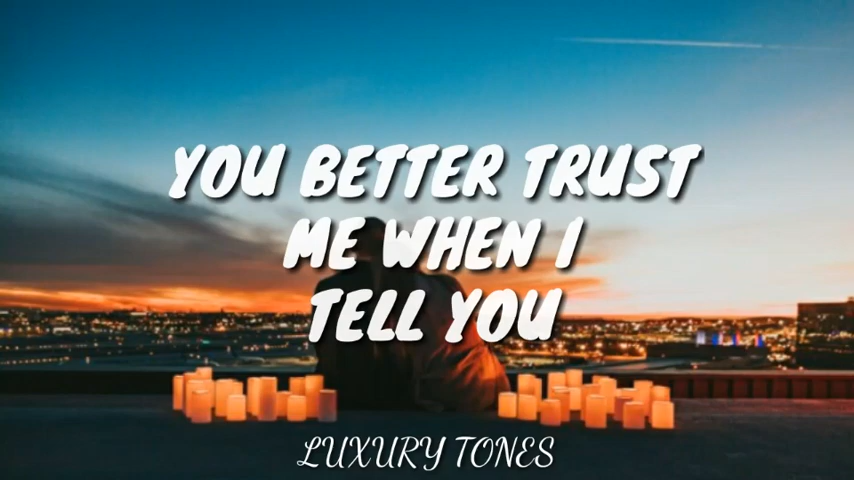 YOU BETTER TRUST
ME WHEN I
TELL YOU
LUXURY TONES